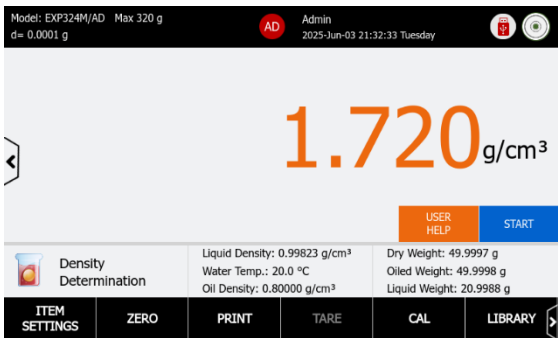 Model: EXP324M/AD Max 320 g
d= 0.0001 g
AD
Admin
2025-Jun-03 21:32:33 Tuesday
1.720 g/cm³
USER
HELP
START
Density
Determination
Liquid Density: 0.99823 g/cm³
Water Temp.: 20.0 °C
Oil Density: 0.80000 g/cm³
Dry Weight: 49.9997 g
Oiled Weight: 49.9998 g
Liquid Weight: 20.9988 g
ITEM
SETTINGS
ZERO
PRINT
TARE
CAL
LIBRARY